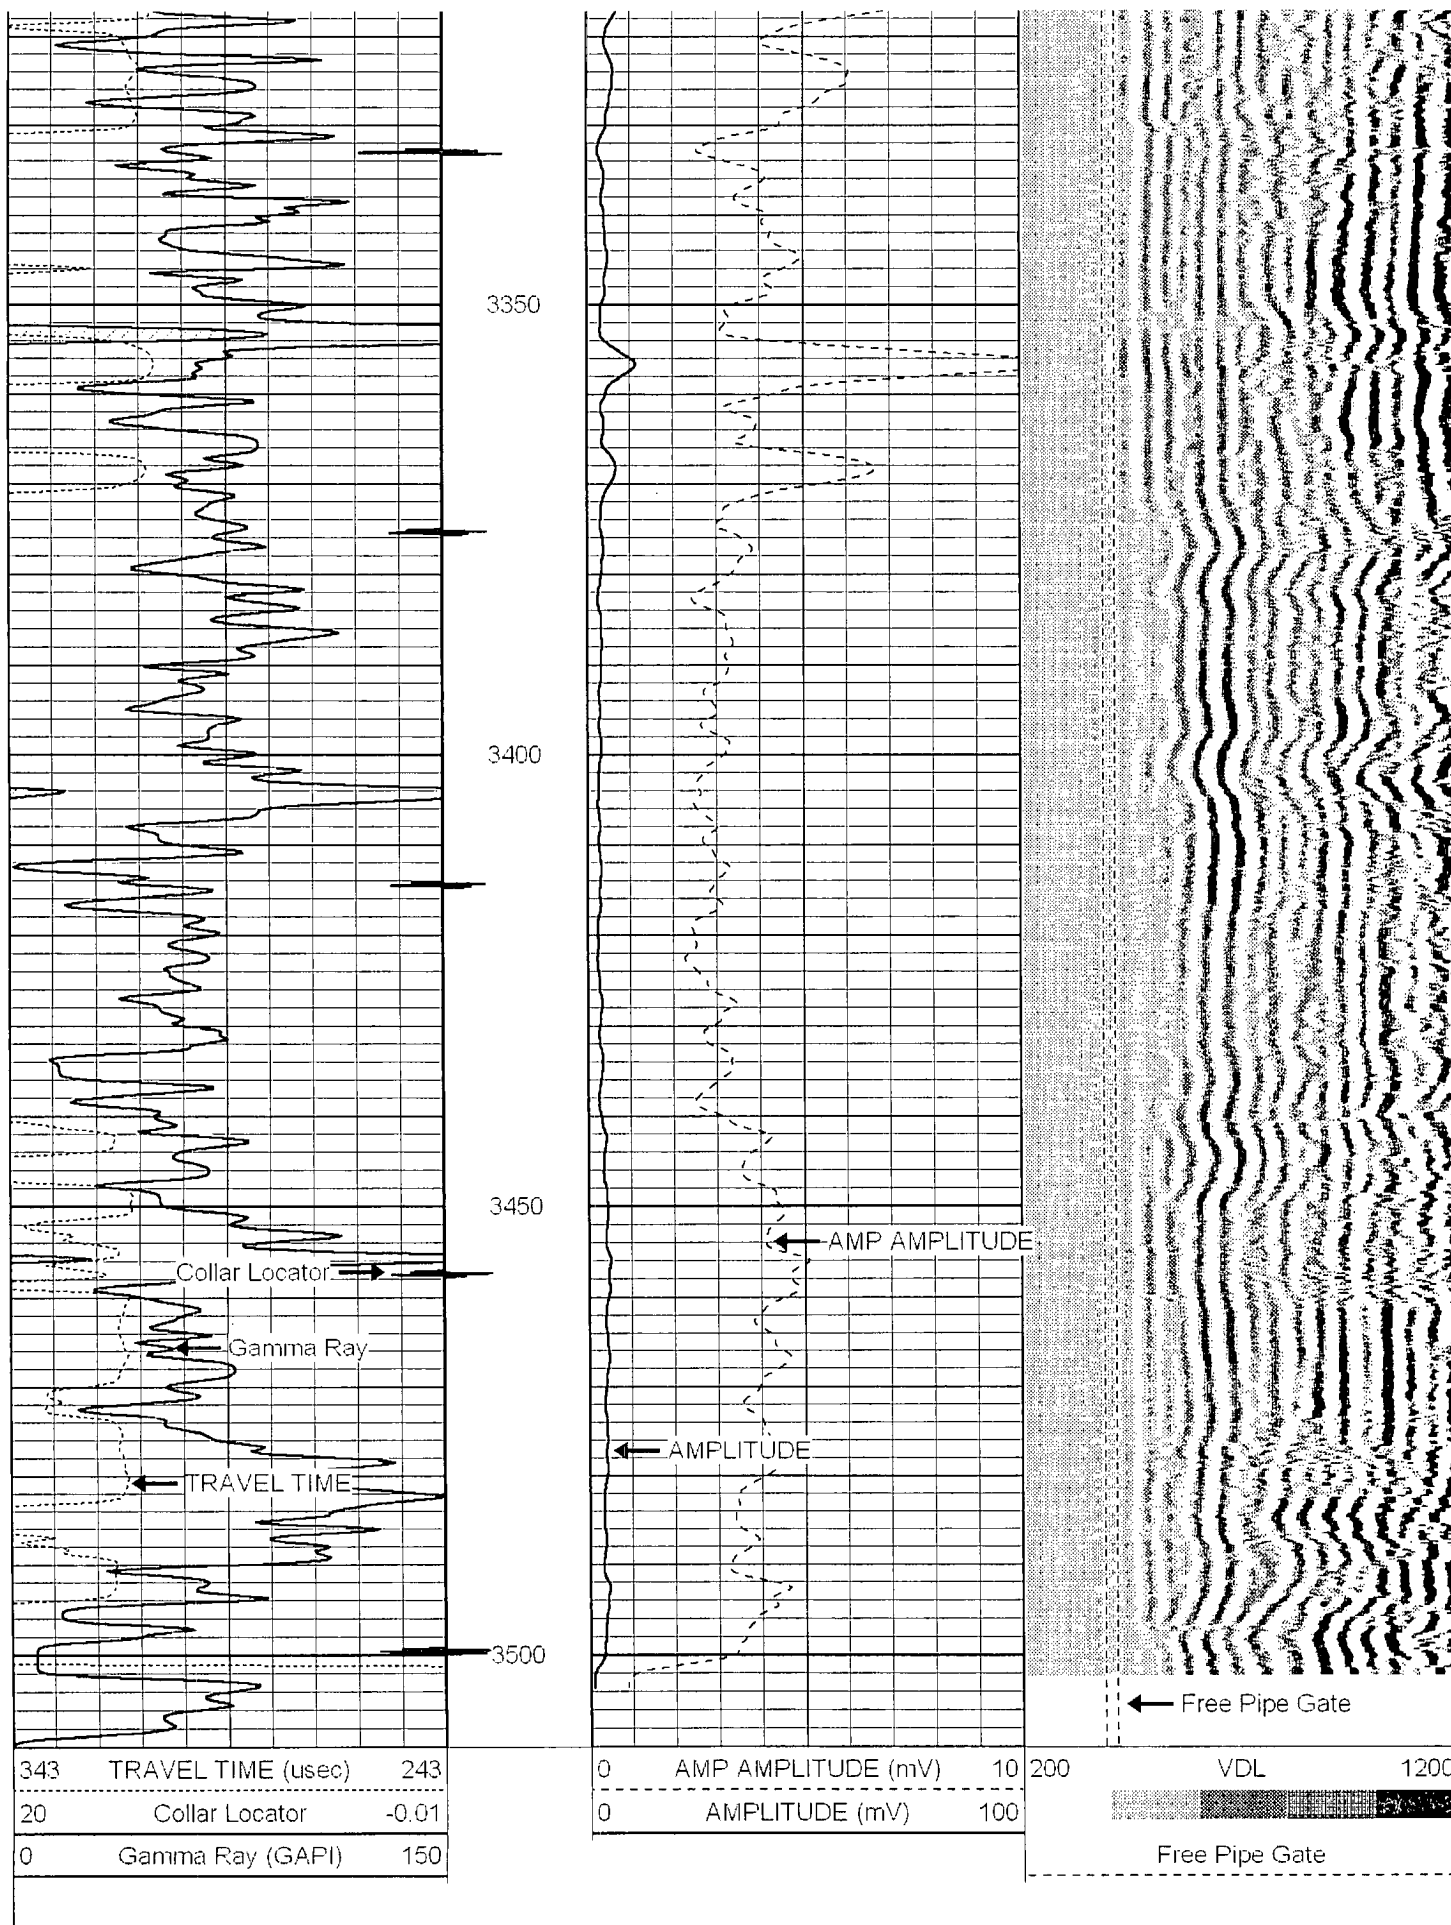 3350
3400
3450
AMP AMPLITUDE
Collar Locator
Gamma Ray
AMPLITUDE
TRAVEL TIME
3500
Free Pipe Gate
343 TRAVEL TIME (usec) 243
0 AMP AMPLITUDE (mV) 10
200 VDL 1200
20 Collar Locator -0.01
0 AMPLITUDE (mV) 100
0 Gamma Ray (GAPI) 150
Free Pipe Gate